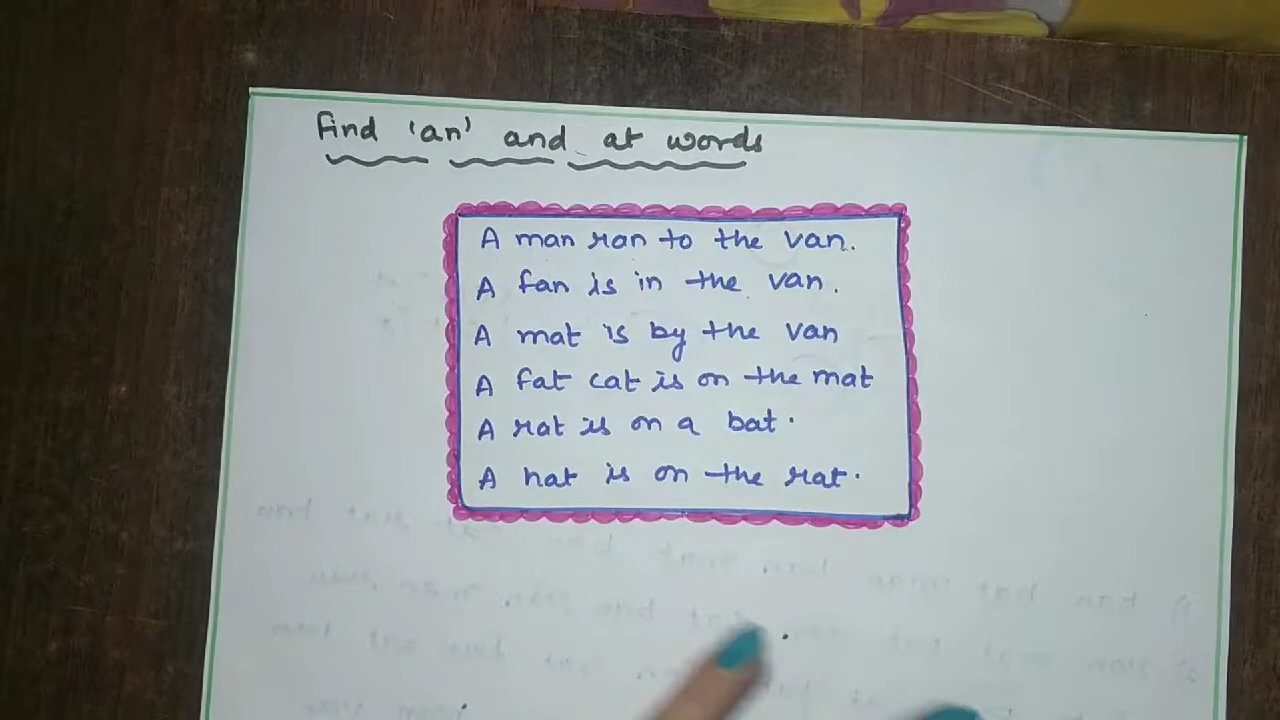 Find 'an' and at words
A man ran to the van.
A fan is in the van.
A mat is by the van
A fat cat is on the mat
A rat is on a bat.
A hat is on the rat.